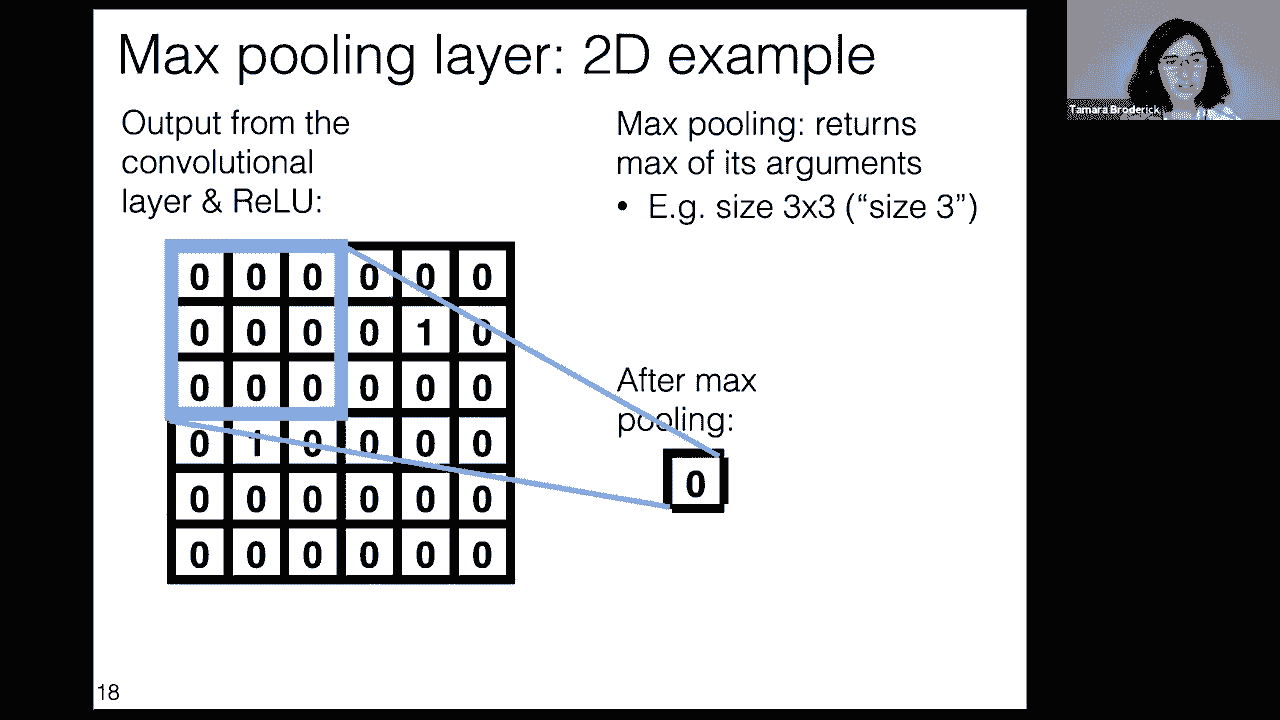 Max pooling layer: 2D example
Tamara Broderick
Output from the
convolutional
layer & ReLU:
Max pooling: returns
max of its arguments
• E.g. size 3x3 (“size 3”)
0 0 0 0 0 0
0 0 0 0 1 0
0 0 0 0 0 0
0 1 0 0 0 0
0 0 0 0 0 0
0 0 0 0 0 0
After max
pooling:
0
18